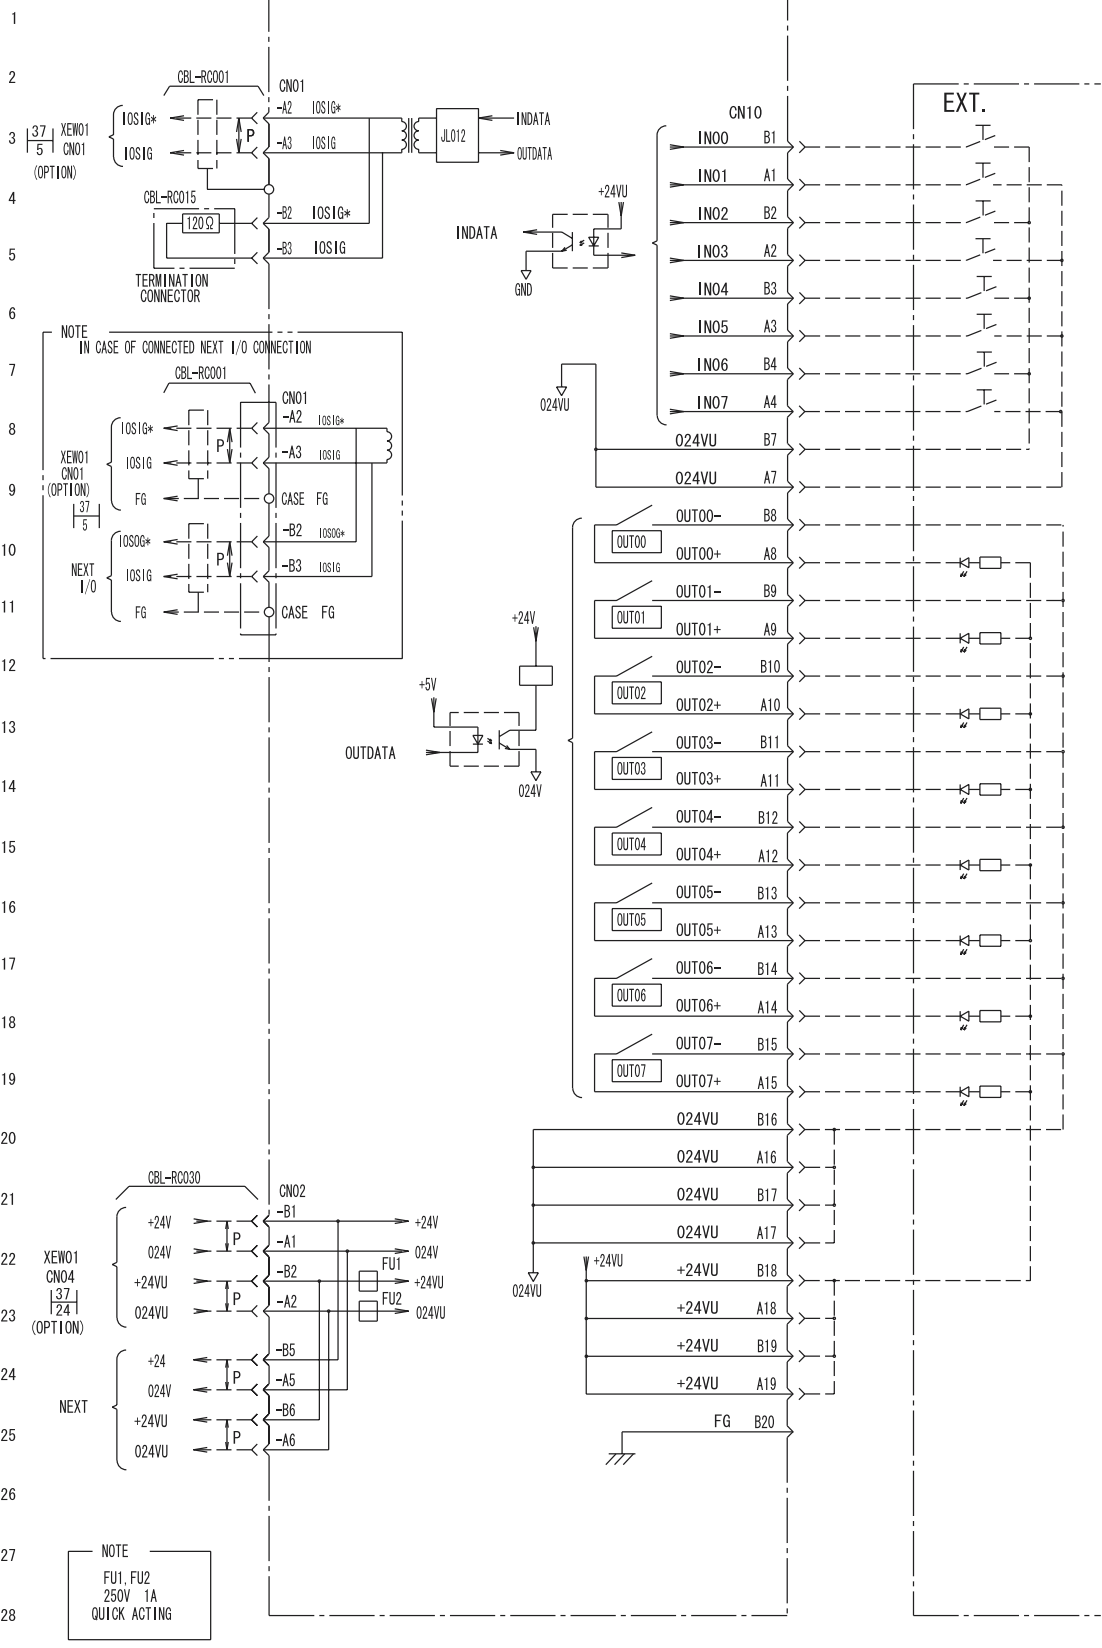 1
2
3
4
5
6
7
8
9
10
11
12
13
14
15
16
17
18
19
20
21
22
23
24
25
26
27
28
CBL-RC001
CN01
37
5
XEW01
CN01
(OPTION)
IOSIG*
P
-A2 IOSIG*
IOSIG
-A3 IOSIG
JL012
INDATA
OUTDATA
CBL-RC015
120Ω
-B2 IOSIG*
-B3 IOSIG
TERMINATION
CONNECTOR
NOTE
IN CASE OF CONNECTED NEXT I/O CONNECTION
CBL-RC001
CN01
XEW01
CN01
(OPTION)
37
5
IOSIG*
P
-A2 IOSIG*
IOSIG
-A3 IOSIG
FG
CASE FG
NEXT
I/O
IOSOG*
P
-B2 IOSOG*
IOSIG
-B3 IOSIG
FG
CASE FG
INDATA
+24VU
GND
024VU
+24V
+5V
OUTDATA
024V
CN10
IN00 B1
IN01 A1
IN02 B2
IN03 A2
IN04 B3
IN05 A3
IN06 B4
IN07 A4
024VU B7
024VU A7
OUT00- B8
OUT00
OUT00+ A8
OUT01- B9
OUT01
OUT01+ A9
OUT02- B10
OUT02
OUT02+ A10
OUT03- B11
OUT03
OUT03+ A11
OUT04- B12
OUT04
OUT04+ A12
OUT05- B13
OUT05
OUT05+ A13
OUT06- B14
OUT06
OUT06+ A14
OUT07- B15
OUT07
OUT07+ A15
024VU B16
024VU A16
024VU B17
024VU A17
024VU
+24VU
+24VU B18
+24VU A18
+24VU B19
+24VU A19
FG B20
EXT.
CBL-RC030
CN02
XEW01
CN04
37
24
(OPTION)
+24V
P
-B1
+24V
024V
-A1
024V
+24VU
P
-B2
FU1
+24VU
024VU
-A2
FU2
024VU
NEXT
+24
P
-B5
024V
-A5
+24VU
P
-B6
024VU
-A6
NOTE
FU1,FU2
250V 1A
QUICK ACTING